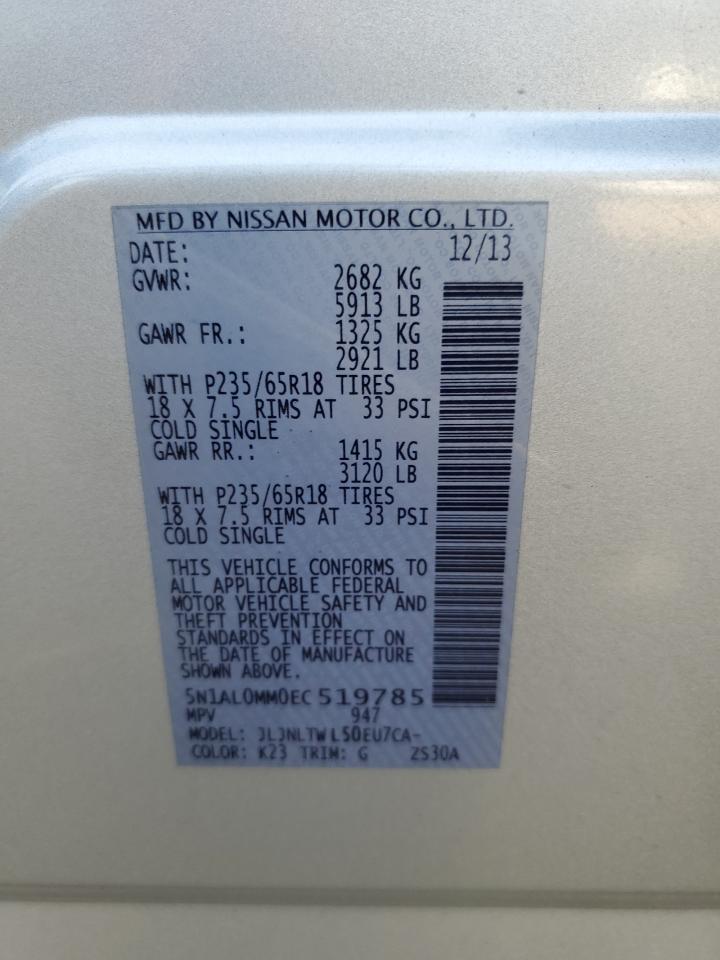 MFD BY NISSAN MOTOR CO., LTD.
DATE: 12/13
GVWR: 2682 KG
5913 LB
GAWR FR.: 1325 KG
2921 LB
WITH P235/65R18 TIRES
18 X 7.5 RIMS AT 33 PSI
COLD SINGLE
GAWR RR.: 1415 KG
3120 LB
WITH P235/65R18 TIRES
18 X 7.5 RIMS AT 33 PSI
COLD SINGLE
THIS VEHICLE CONFORMS TO
ALL APPLICABLE FEDERAL
MOTOR VEHICLE SAFETY AND
THEFT PREVENTION
STANDARDS IN EFFECT ON
THE DATE OF MANUFACTURE
SHOWN ABOVE.
5N1AL0MM0EC519785
MPV 947
MODEL: JLJNLTWL50EU7CA-
COLOR: K23 TRIM: G 2S30A